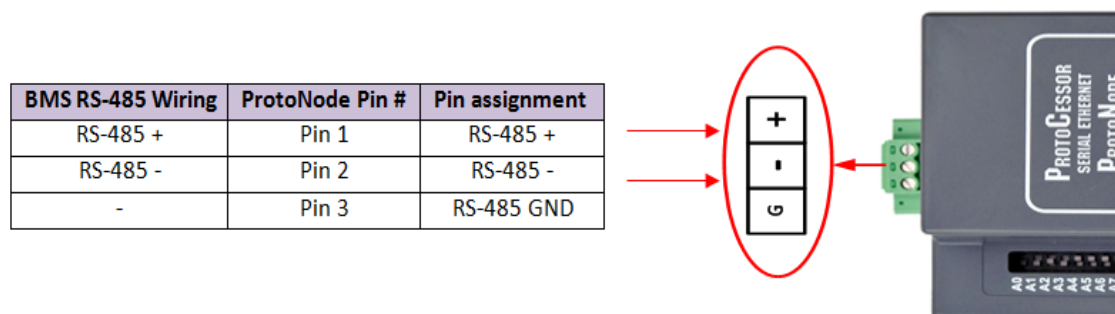 BMS RS-485 Wiring ProtoNode Pin # Pin assignment
RS-485 + Pin 1 RS-485 +
RS-485 - Pin 2 RS-485 -
- Pin 3 RS-485 GND
+
-
G
PROTOCESSOR
SERIAL ETHERNET
PROTONODE
A0
A1
A2
A3
A4
A5
A6
A7